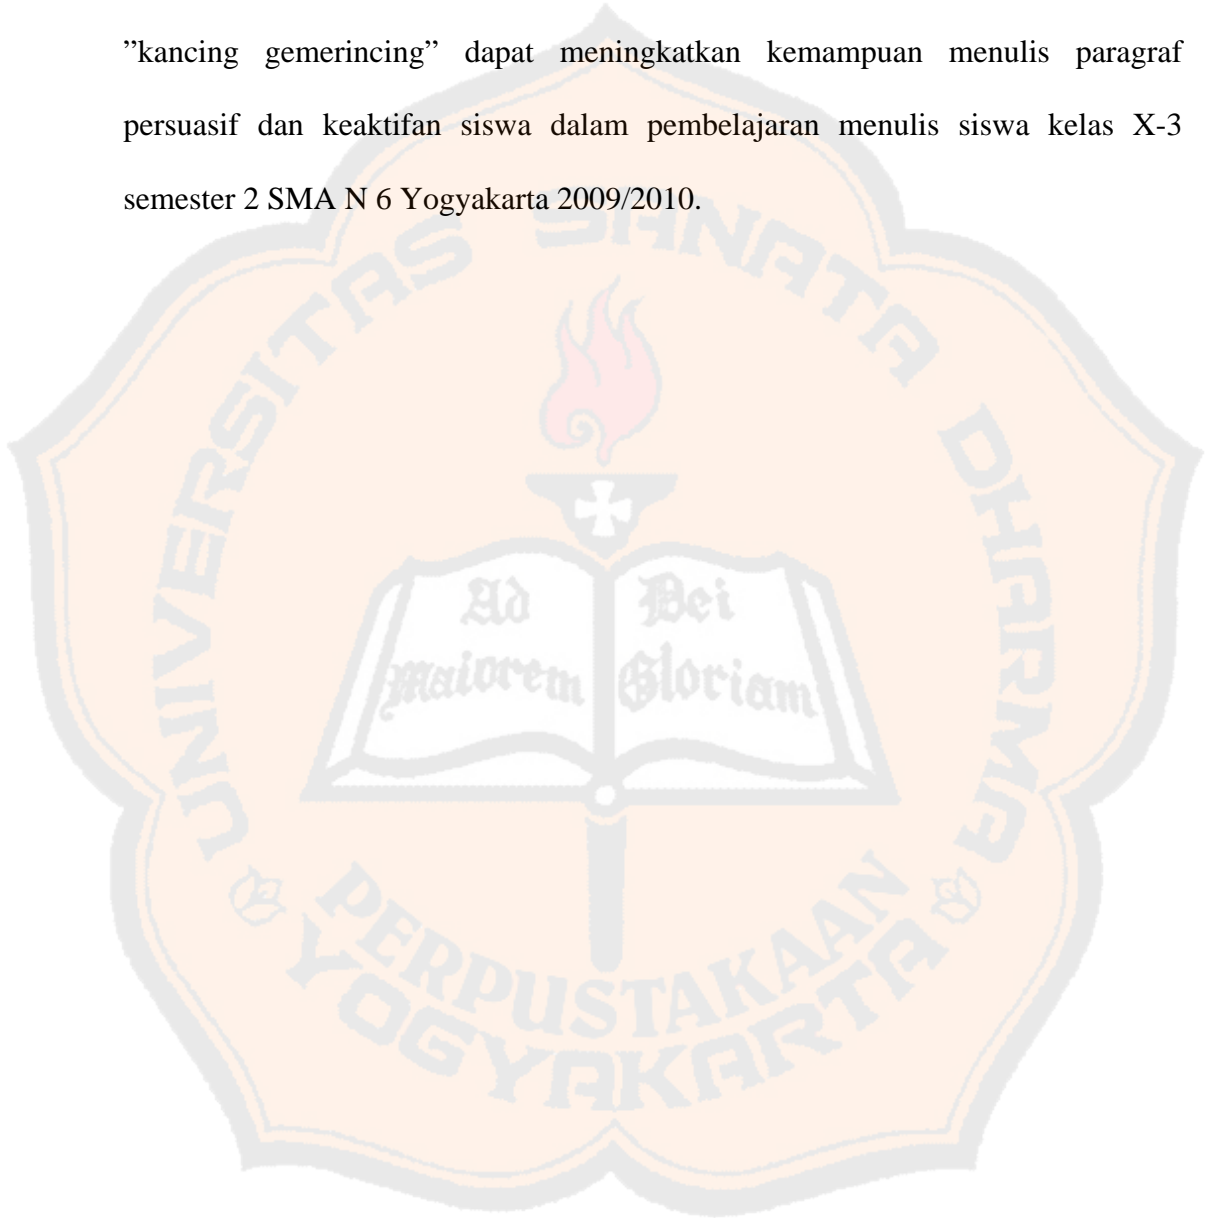 ”kancing gemerincing” dapat meningkatkan kemampuan menulis paragraf
persuasif dan keaktifan siswa dalam pembelajaran menulis siswa kelas X-3
semester 2 SMA N 6 Yogyakarta 2009/2010.
UNIVERSITAS SANATA DHARMA
Ad Dei
maiorem Gloriam
PERPUSTAKAAN
YOGYAKARTA